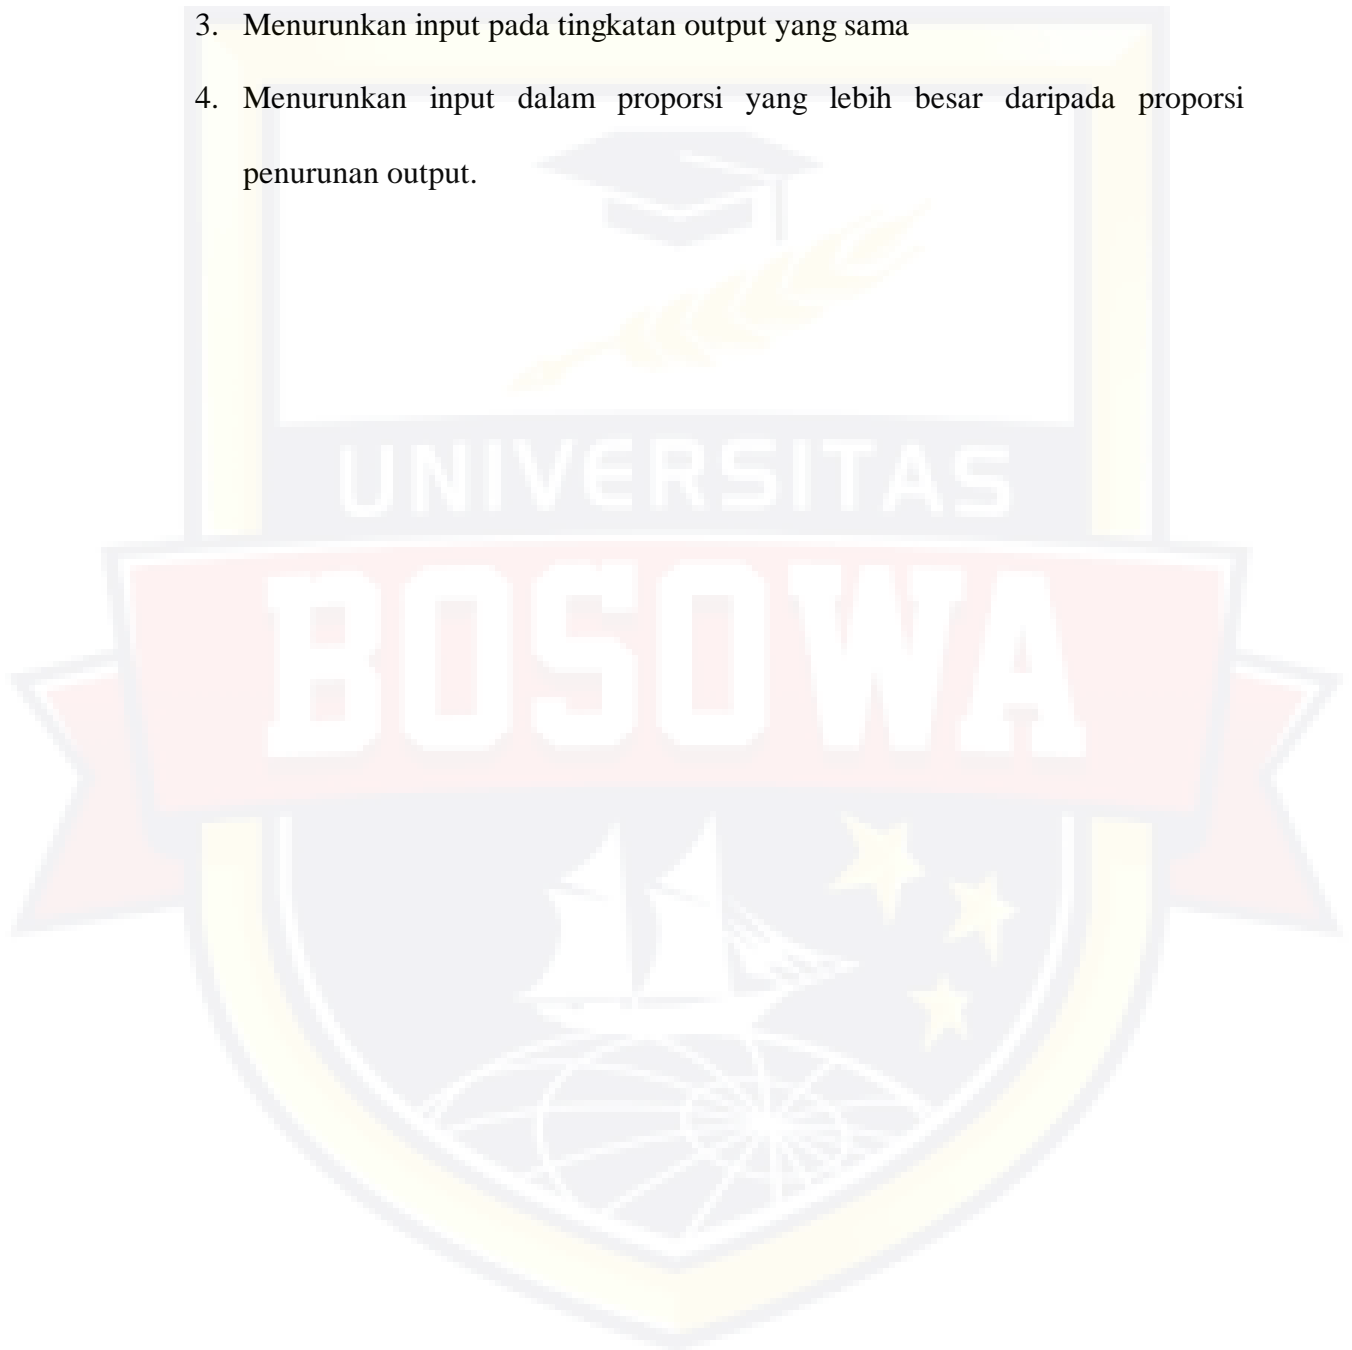 3. Menurunkan input pada tingkatan output yang sama
4. Menurunkan input dalam proporsi yang lebih besar daripada proporsi
penurunan output.
UNIVERSITAS
BOSOWA